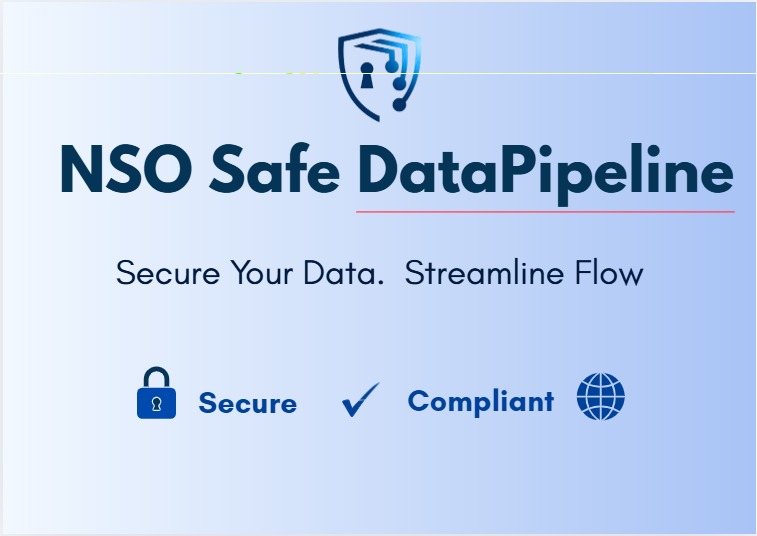 NSO Safe DataPipeline
Secure Your Data.  Streamline Flow
Secure Compliant